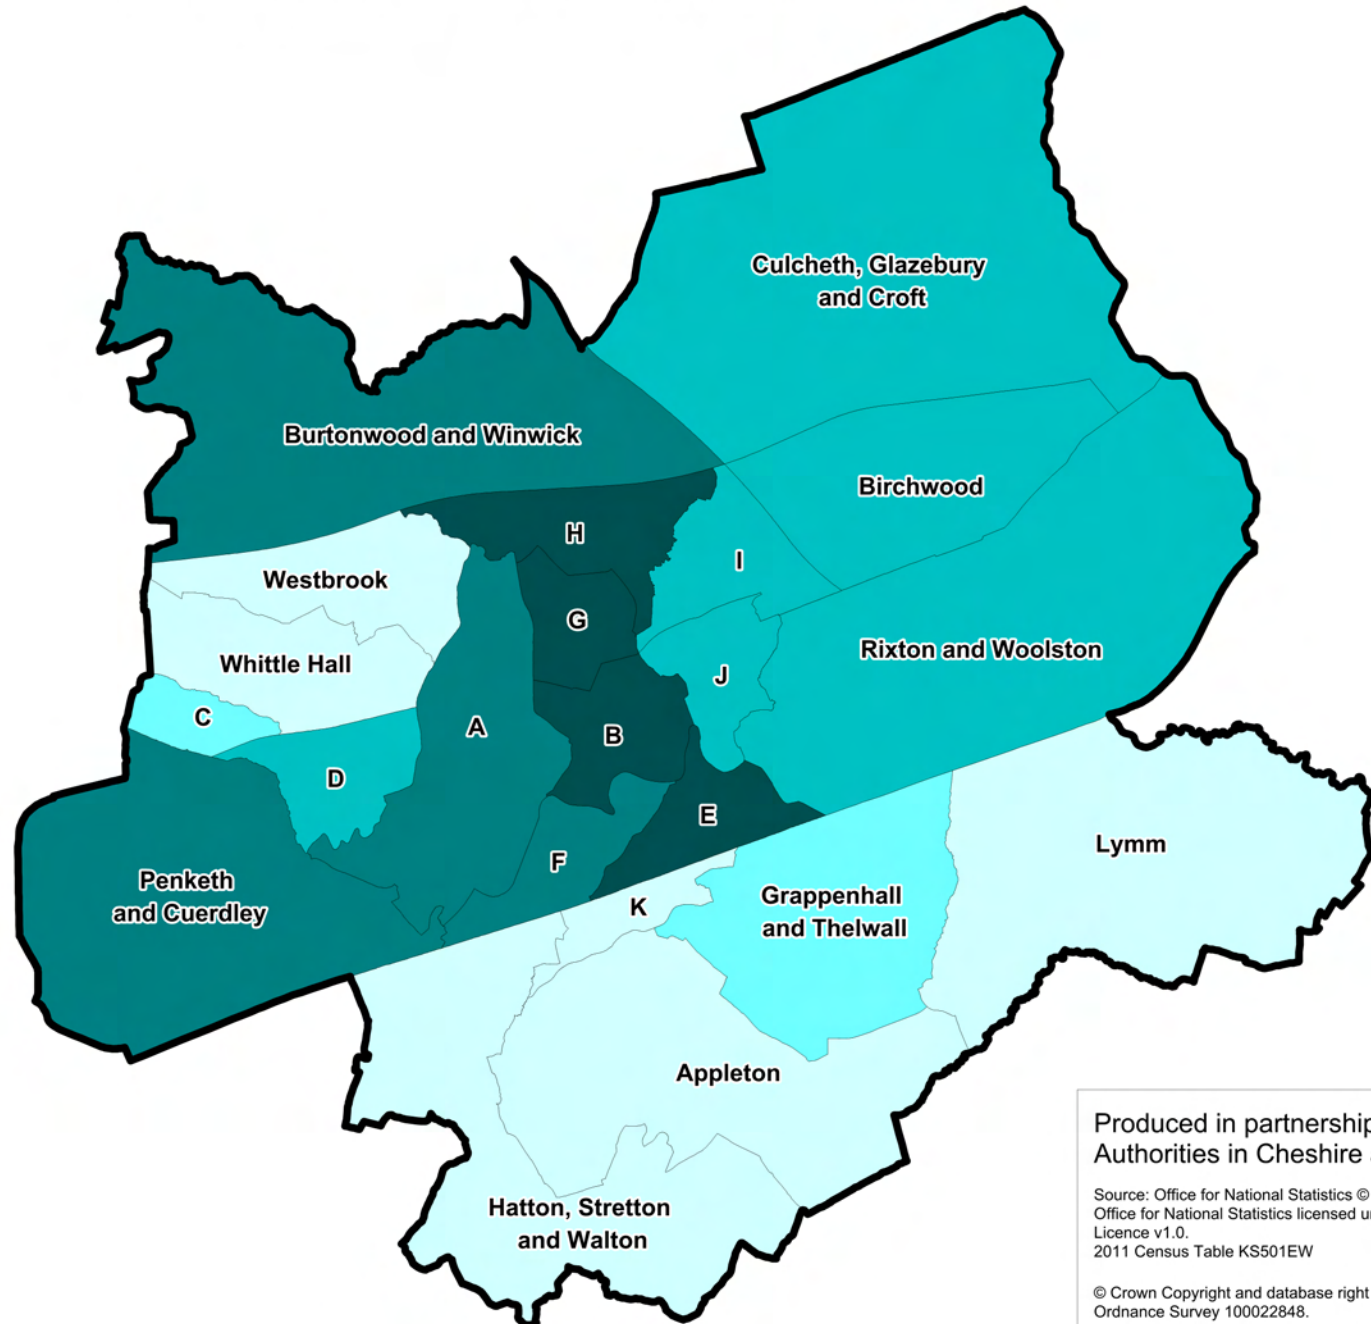 Culcheth, Glazebury
and Croft
Burtonwood and Winwick
Birchwood
H
I
Westbrook
G
Rixton and Woolston
Whittle Hall
J
C
A
B
D
E
Lymm
F
Penketh
and Cuerdley
Grappenhall
and Thelwall
K
Appleton
Hatton, Stretton
and Walton
Produced in partnership
Authorities in Cheshire
Source: Office for National Statistics ©
Office for National Statistics licensed
Licence v1.0.
2011 Census Table KS501EW
© Crown Copyright and database right
Ordnance Survey 100022848.